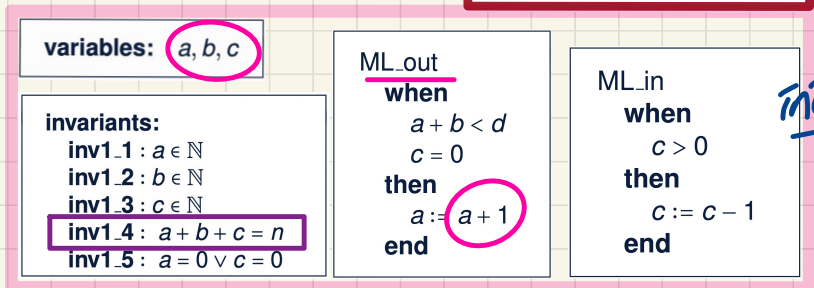 variables: a, b, c
invariants:
inv1_1 : a ∈ ℕ
inv1_2 : b ∈ ℕ
inv1_3 : c ∈ ℕ
inv1_4 : a + b + c = n
inv1_5 : a = 0 ∨ c = 0
ML_out
when
a + b < d
c = 0
then
a := a + 1
end
ML_in
when
c > 0
then
c := c − 1
end